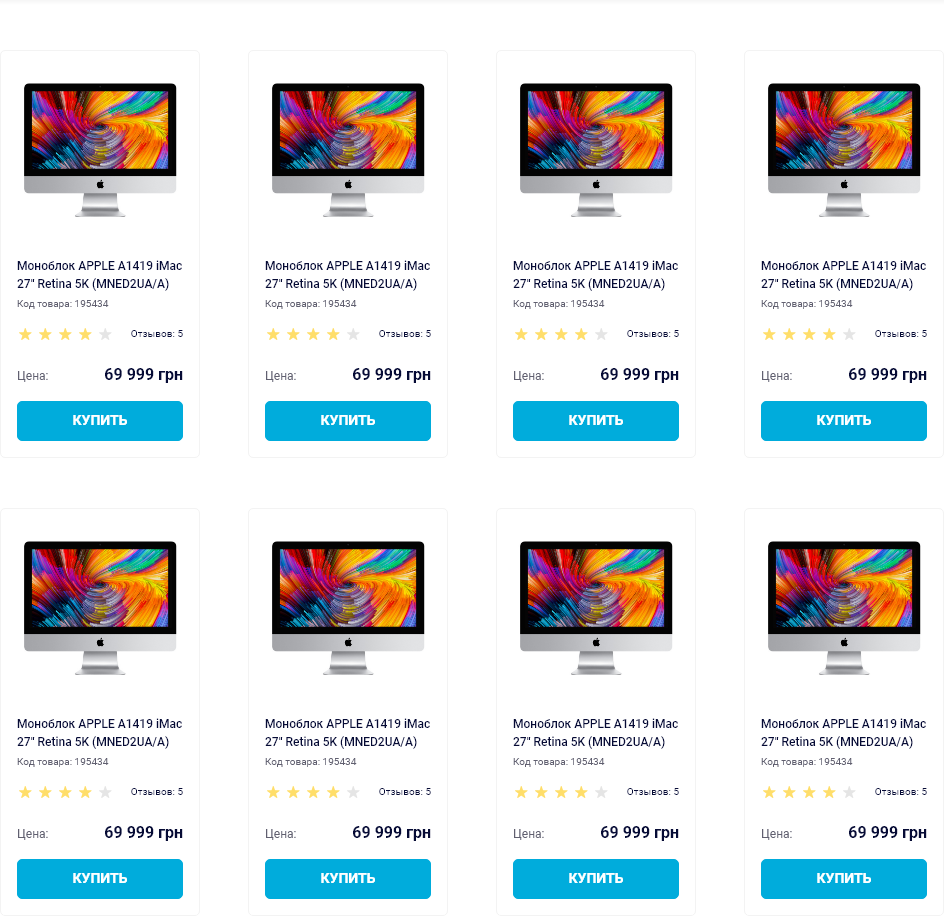 Моноблок APPLE A1419 iMac Моноблок APPLE A1419 iMac Моноблок APPLE A1419 iMac Моноблок APPLE A1419 iMac
27" Retina 5K (MNED2UA/A) 27" Retina 5K (MNED2UA/A) 27" Retina 5K (MNED2UA/A) 27" Retina 5K (MNED2UA/A)
Код товара: 195434 Код товара: 195434 Код товара: 195434 Код товара: 195434
Отзывов: 5 Отзывов: 5 Отзывов: 5 Отзывов: 5
Цена: 69 999 грн Цена: 69 999 грн Цена: 69 999 грн Цена: 69 999 грн
КУПИТЬ КУПИТЬ КУПИТЬ КУПИТЬ
Моноблок APPLE A1419 iMac Моноблок APPLE A1419 iMac Моноблок APPLE A1419 iMac Моноблок APPLE A1419 iMac
27" Retina 5K (MNED2UA/A) 27" Retina 5K (MNED2UA/A) 27" Retina 5K (MNED2UA/A) 27" Retina 5K (MNED2UA/A)
Код товара: 195434 Код товара: 195434 Код товара: 195434 Код товара: 195434
Отзывов: 5 Отзывов: 5 Отзывов: 5 Отзывов: 5
Цена: 69 999 грн Цена: 69 999 грн Цена: 69 999 грн Цена: 69 999 грн
КУПИТЬ КУПИТЬ КУПИТЬ КУПИТЬ